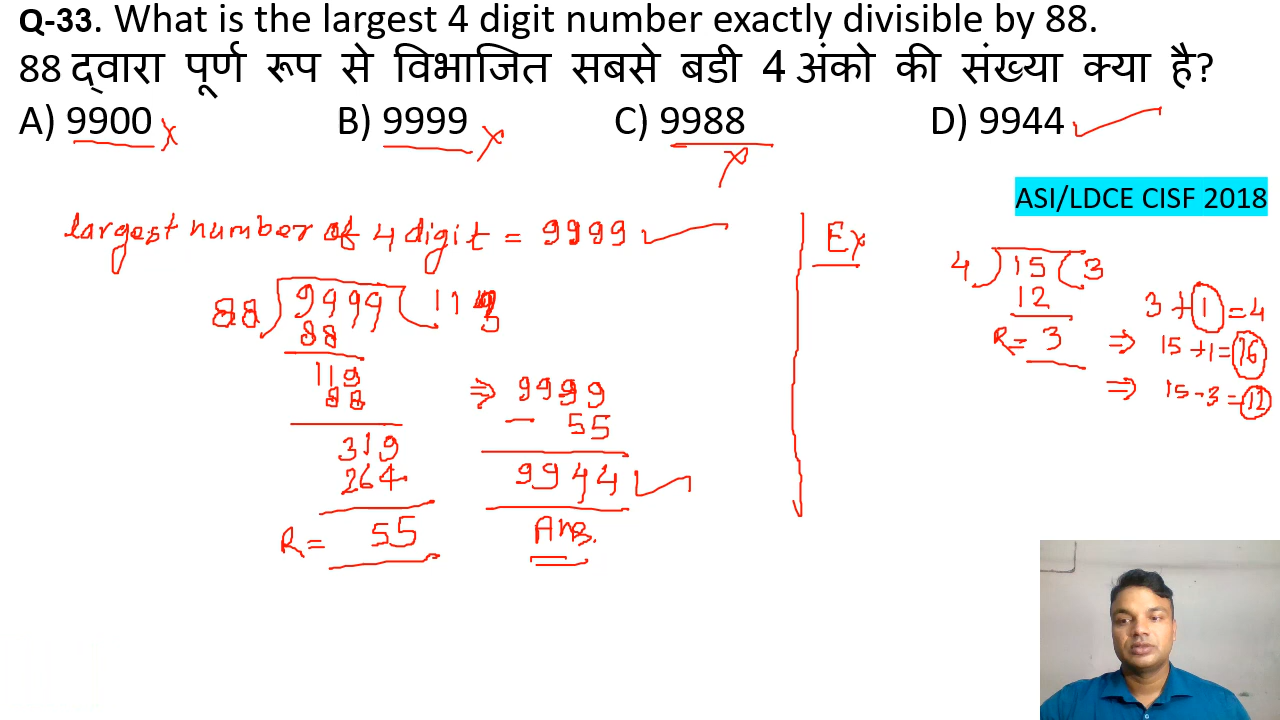 Q-33. What is the largest 4 digit number exactly divisible by 88.
88 द्वारा पूर्ण रूप से विभाजित सबसे बडी 4 अंको की संख्या क्या है?
A) 9900 x B) 9999 x C) 9988 x D) 9944 ✓
ASI/LDCE CISF 2018
largest number of 4 digit = 9999 ✓
88 ) 9999 ( 113
88
119
88
319
264
R = 55
⇒ 9999
- 55
9944 ✓
Ans.
Ex
4 ) 15 ( 3
12
R = 3
3 + 1 = 4
⇒ 15 + 1 = 16
⇒ 15 - 3 = 12